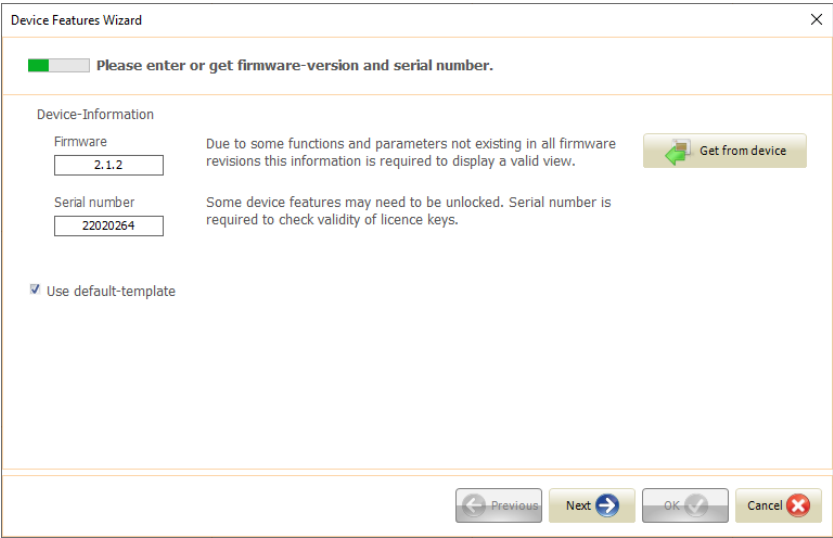 Device Features Wizard
Please enter or get firmware-version and serial number.
Device-Information
Firmware
2.1.2
Due to some functions and parameters not existing in all firmware
revisions this information is required to display a valid view.
Get from device
Serial number
22020264
Some device features may need to be unlocked. Serial number is
required to check validity of licence keys.
Use default-template
Previous
Next
OK
Cancel